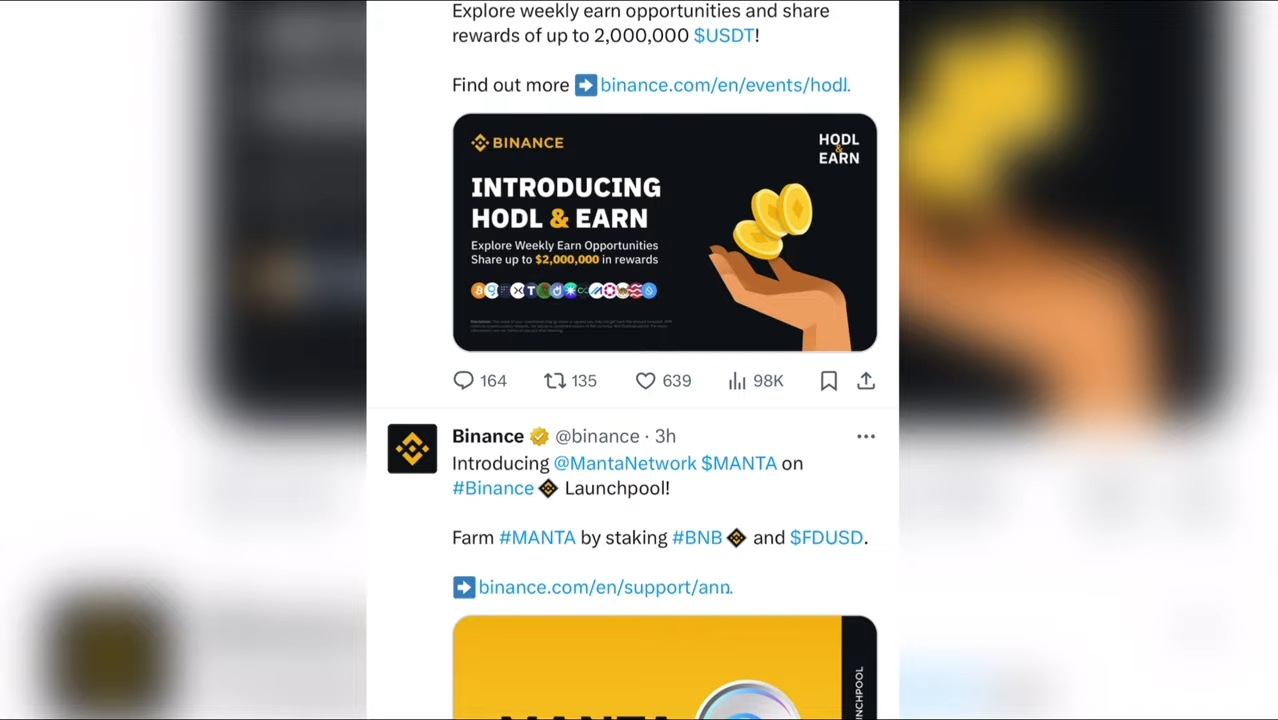 Explore weekly earn opportunities and share
rewards of up to 2,000,000 $USDT!
Find out more ➡️ binance.com/en/events/hodl.
BINANCE
HODL
&
EARN
INTRODUCING
HODL & EARN
Explore Weekly Earn Opportunities
Share up to $2,000,000 in rewards
164 135 639 98K
Binance @binance · 3h
Introducing @MantaNetwork $MANTA on
#Binance Launchpool!
Farm #MANTA by staking #BNB and $FDUSD.
➡️ binance.com/en/support/ann.
MANTA